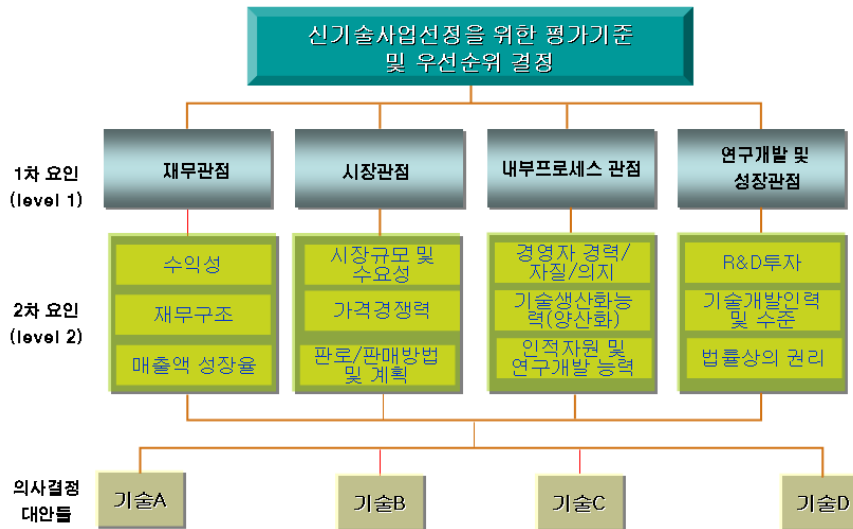 신기술사업선정을 위한 평가기준
및 우선순위 결정
1차 요인
(level 1)
재무관점
시장관점
내부프로세스 관점
연구개발 및
성장관점
2차 요인
(level 2)
수익성
재무구조
매출액 성장율
시장규모 및
수요성
가격경쟁력
판로/판매방법
및 계획
경영자 경력/
자질/의지
기술생산화능
력(양산화)
인적자원 및
연구개발 능력
R&D투자
기술개발인력
및 수준
법률상의 권리
의사결정
대안들
기술A
기술B
기술C
기술D